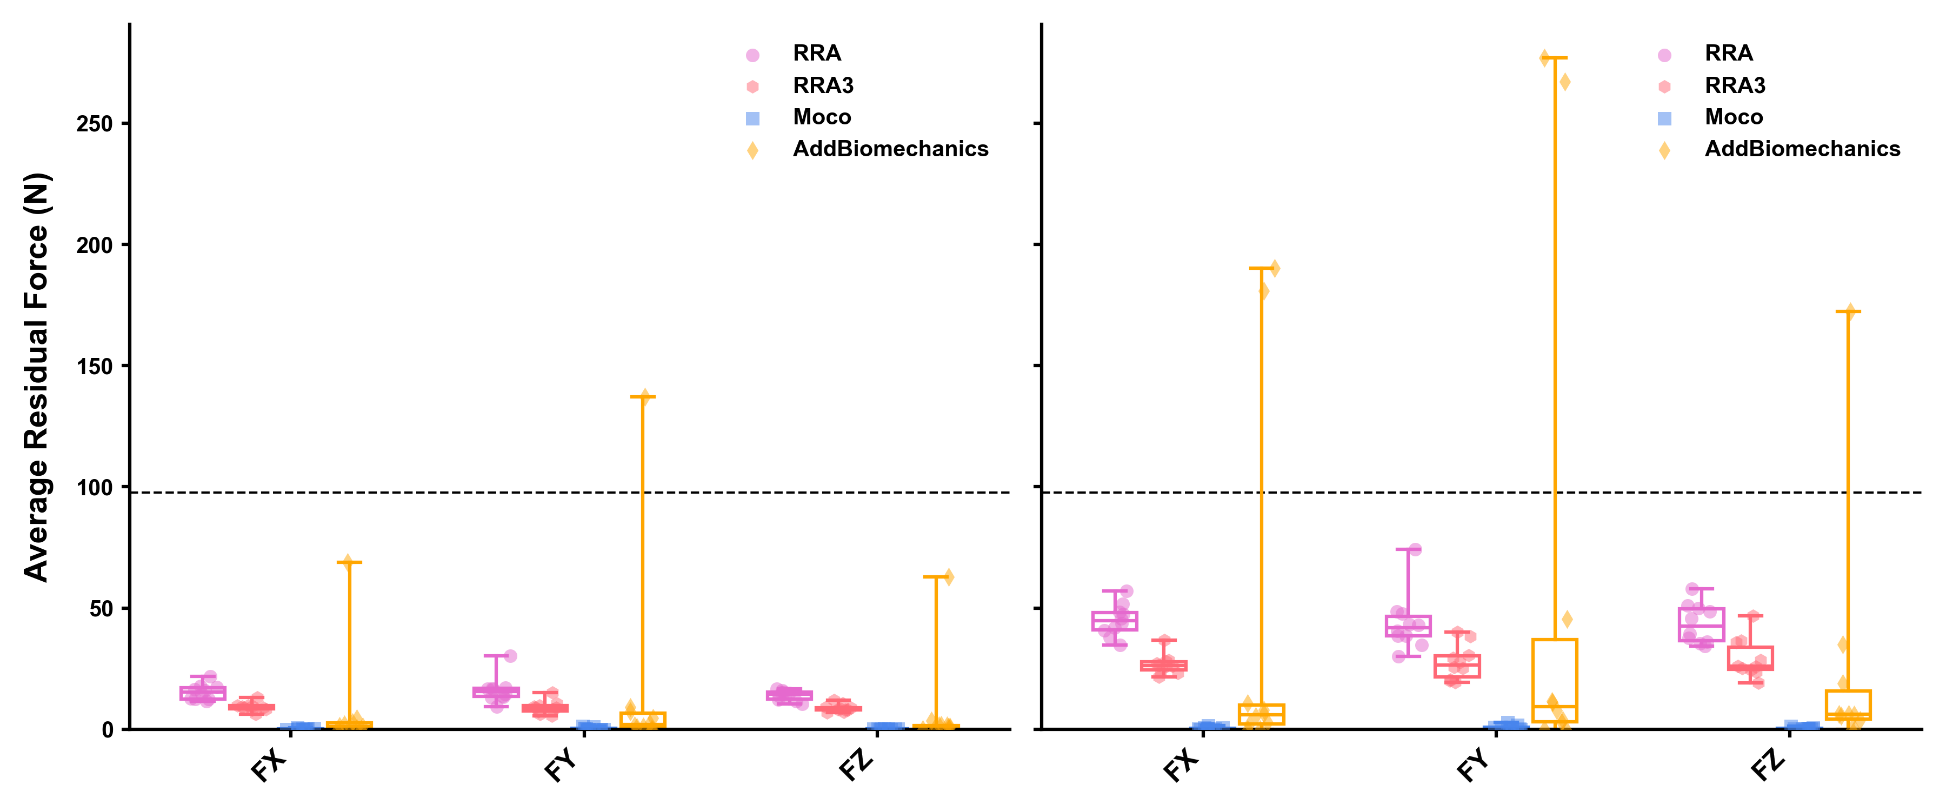 Average Residual Force (N)
250
200
150
100
50
0
RRA
RRA3
Moco
AddBiomechanics
FX
FY
FZ
RRA
RRA3
Moco
AddBiomechanics
FX
FY
FZ